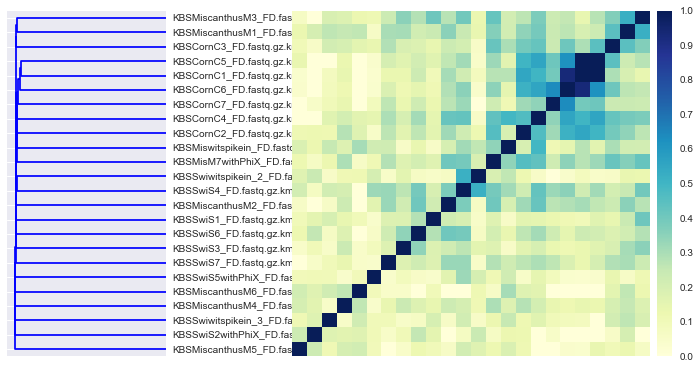 KBSMiscanthusM3_FD.fas
KBSMiscanthusM1_FD.fas
KBSCornC3_FD.fastq.gz.k
KBSCornC5_FD.fastq.gz.k
KBSCornC1_FD.fastq.gz.k
KBSCornC6_FD.fastq.gz.k
KBSCornC7_FD.fastq.gz.k
KBSCornC4_FD.fastq.gz.k
KBSCornC2_FD.fastq.gz.k
KBSMiswitspikein_FD.fast
KBSMisM7withPhiX_FD.fas
KBSSwiwitspikein_2_FD.fa
KBSSwiS4_FD.fastq.gz.km
KBSMiscanthusM2_FD.fas
KBSSwiS1_FD.fastq.gz.km
KBSSwiS6_FD.fastq.gz.km
KBSSwiS3_FD.fastq.gz.km
KBSSwiS7_FD.fastq.gz.km
KBSSwiS5withPhiX_FD.fas
KBSMiscanthusM6_FD.fas
KBSMiscanthusM4_FD.fas
KBSSwiwitspikein_3_FD.fa
KBSSwiS2withPhiX_FD.fas
KBSMiscanthusM5_FD.fas
1.0
0.9
0.8
0.7
0.6
0.5
0.4
0.3
0.2
0.1
0.0